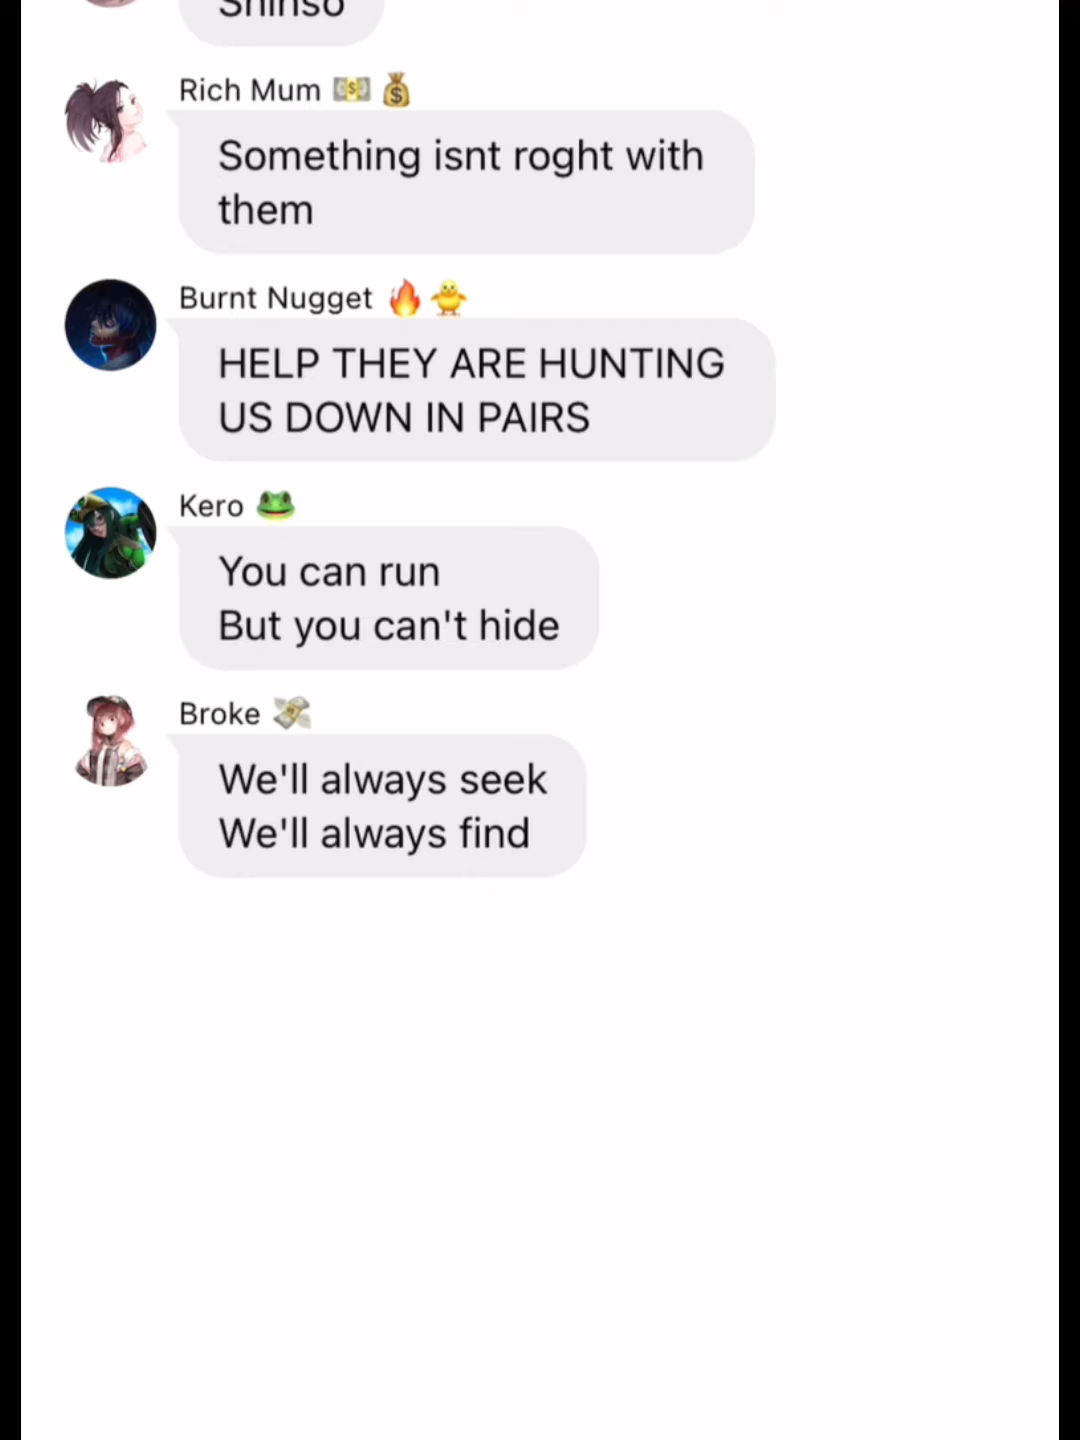 Shinso
Rich Mum 💵 💰
Something isnt roght with
them
Burnt Nugget 🔥🐥
HELP THEY ARE HUNTING
US DOWN IN PAIRS
Kero 🐸
You can run
But you can't hide
Broke 💸
We'll always seek
We'll always find